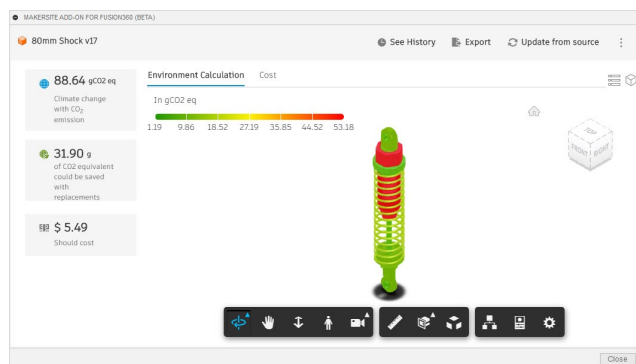 MAKERSITE ADD-ON FOR FUSION360 (BETA)
80mm Shock v17
See History
Export
Update from source
88.64 gCO2 eq
Climate change
with CO2
emission
31.90 g
of CO2 equivalent
could be saved
with
replacements
$ 5.49
Should cost
Environment Calculation
Cost
In gCO2 eq
1.19 9.86 18.52 27.19 35.85 44.52 53.18
TOP
FRONT
RIGHT
Close